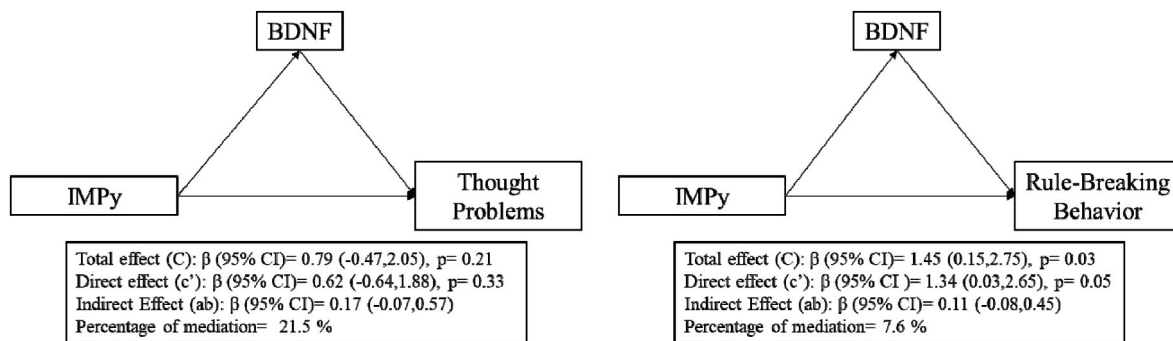 BDNF
IMPy
Thought
Problems
Total effect (C): β (95% CI)= 0.79 (-0.47,2.05), p= 0.21
Direct effect (c’): β (95% CI)= 0.62 (-0.64,1.88), p= 0.33
Indirect Effect (ab): β (95% CI)= 0.17 (-0.07,0.57)
Percentage of mediation= 21.5 %
BDNF
IMPy
Rule-Breaking
Behavior
Total effect (C): β (95% CI)= 1.45 (0.15,2.75), p= 0.03
Direct effect (c’): β (95% CI )= 1.34 (0.03,2.65), p= 0.05
Indirect Effect (ab): β (95% CI)= 0.11 (-0.08,0.45)
Percentage of mediation= 7.6 %